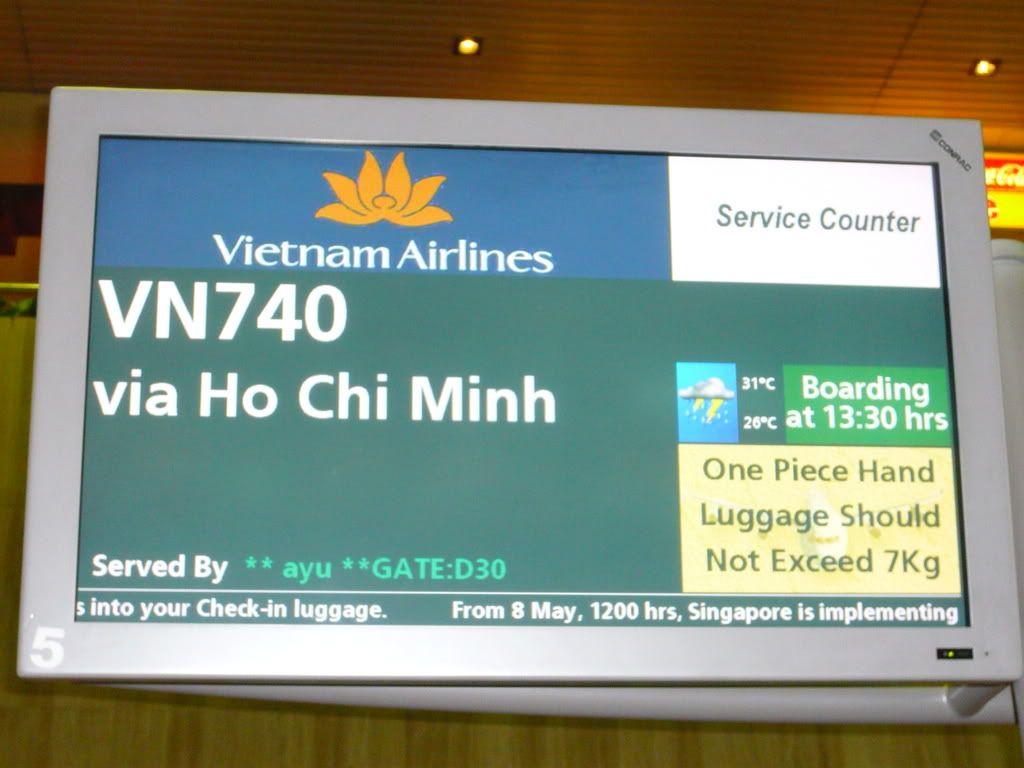 CONRAC
Vietnam Airlines
Service Counter
VN740
via Ho Chi Minh
31°C
26°C
Boarding
at 13:30 hrs
One Piece Hand
Luggage Should
Not Exceed 7Kg
Served By ** ayu **GATE:D30
s into your Check-in luggage. From 8 May, 1200 hrs, Singapore is implementing
5